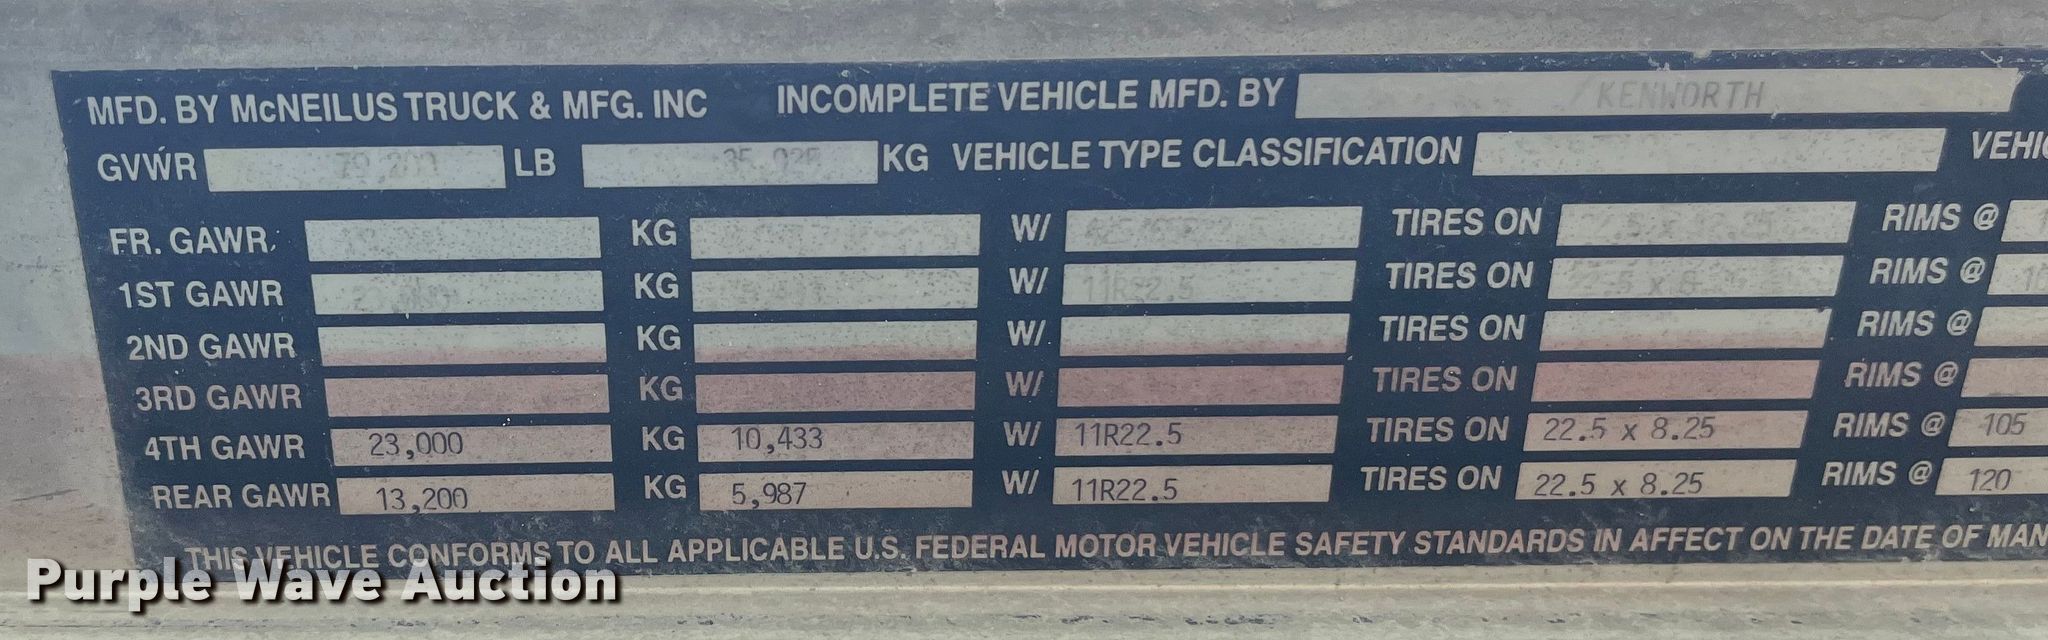 MFD. BY McNEILUS TRUCK & MFG. INC INCOMPLETE VEHICLE MFD. BY KENWORTH
GVWR 79,200 LB KG VEHICLE TYPE CLASSIFICATION
FR. GAWR KG W/ TIRES ON RIMS @
1ST GAWR KG W/ 11R22.5 TIRES ON RIMS @
2ND GAWR KG W/ TIRES ON RIMS @
3RD GAWR KG W/ TIRES ON RIMS @
4TH GAWR 23,000 KG 10,433 W/ 11R22.5 TIRES ON 22.5 x 8.25 RIMS @ 105
REAR GAWR 13,200 KG 5,987 W/ 11R22.5 TIRES ON 22.5 x 8.25 RIMS @ 120
THIS VEHICLE CONFORMS TO ALL APPLICABLE U.S. FEDERAL MOTOR VEHICLE SAFETY STANDARDS IN AFFECT ON THE DATE OF MAN
Purple Wave Auction